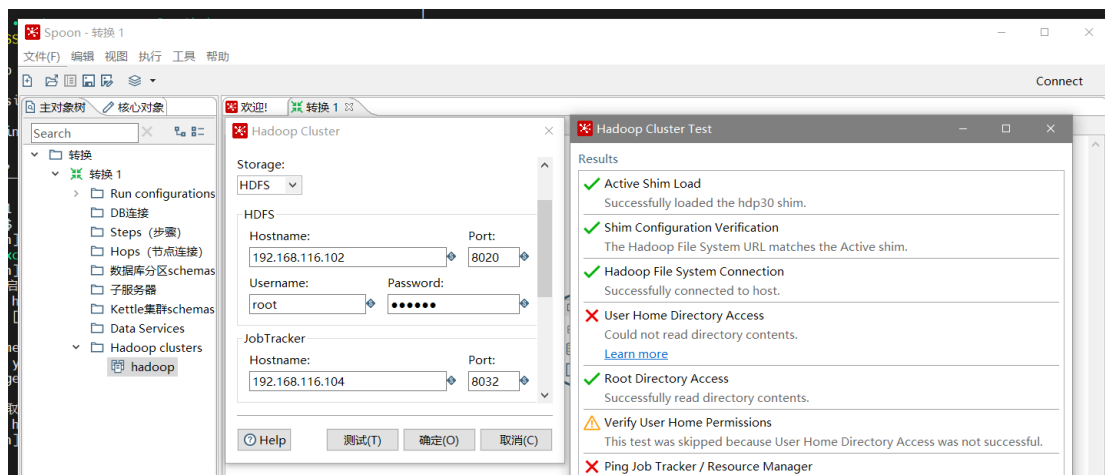 Spoon - 转换 1
文件(F) 编辑 视图 执行 工具 帮助
Connect
主对象树 核心对象
Search
转换
转换 1
Run configurations
DB连接
Steps (步骤)
Hops (节点连接)
数据库分区schemas
子服务器
Kettle集群schemas
Data Services
Hadoop clusters
hadoop
欢迎! 转换 1
Hadoop Cluster
Storage:
HDFS
HDFS
Hostname: Port:
192.168.116.102 8020
Username: Password:
root ●●●●●●
JobTracker
Hostname: Port:
192.168.116.104 8032
Help 测试(T) 确定(O) 取消(C)
Hadoop Cluster Test
Results
Active Shim Load
Successfully loaded the hdp30 shim.
Shim Configuration Verification
The Hadoop File System URL matches the Active shim.
Hadoop File System Connection
Successfully connected to host.
User Home Directory Access
Could not read directory contents.
Learn more
Root Directory Access
Successfully read directory contents.
Verify User Home Permissions
This test was skipped because User Home Directory Access was not successful.
Ping Job Tracker / Resource Manager